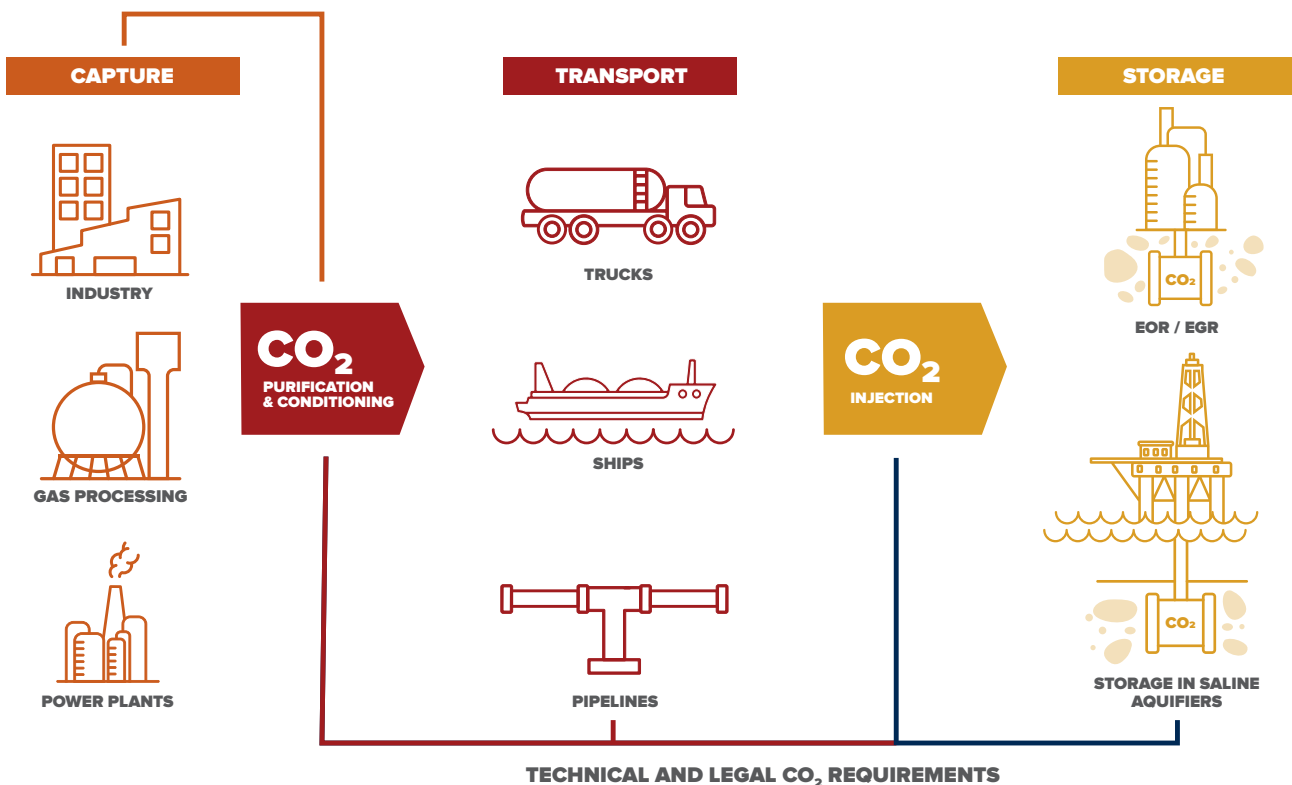 CAPTURE
INDUSTRY
GAS PROCESSING
POWER PLANTS
CO₂
PURIFICATION
& CONDITIONING
TRANSPORT
TRUCKS
SHIPS
PIPELINES
CO₂
INJECTION
STORAGE
CO₂
EOR / EGR
CO₂
STORAGE IN SALINE
AQUIFIERS
TECHNICAL AND LEGAL CO₂ REQUIREMENTS